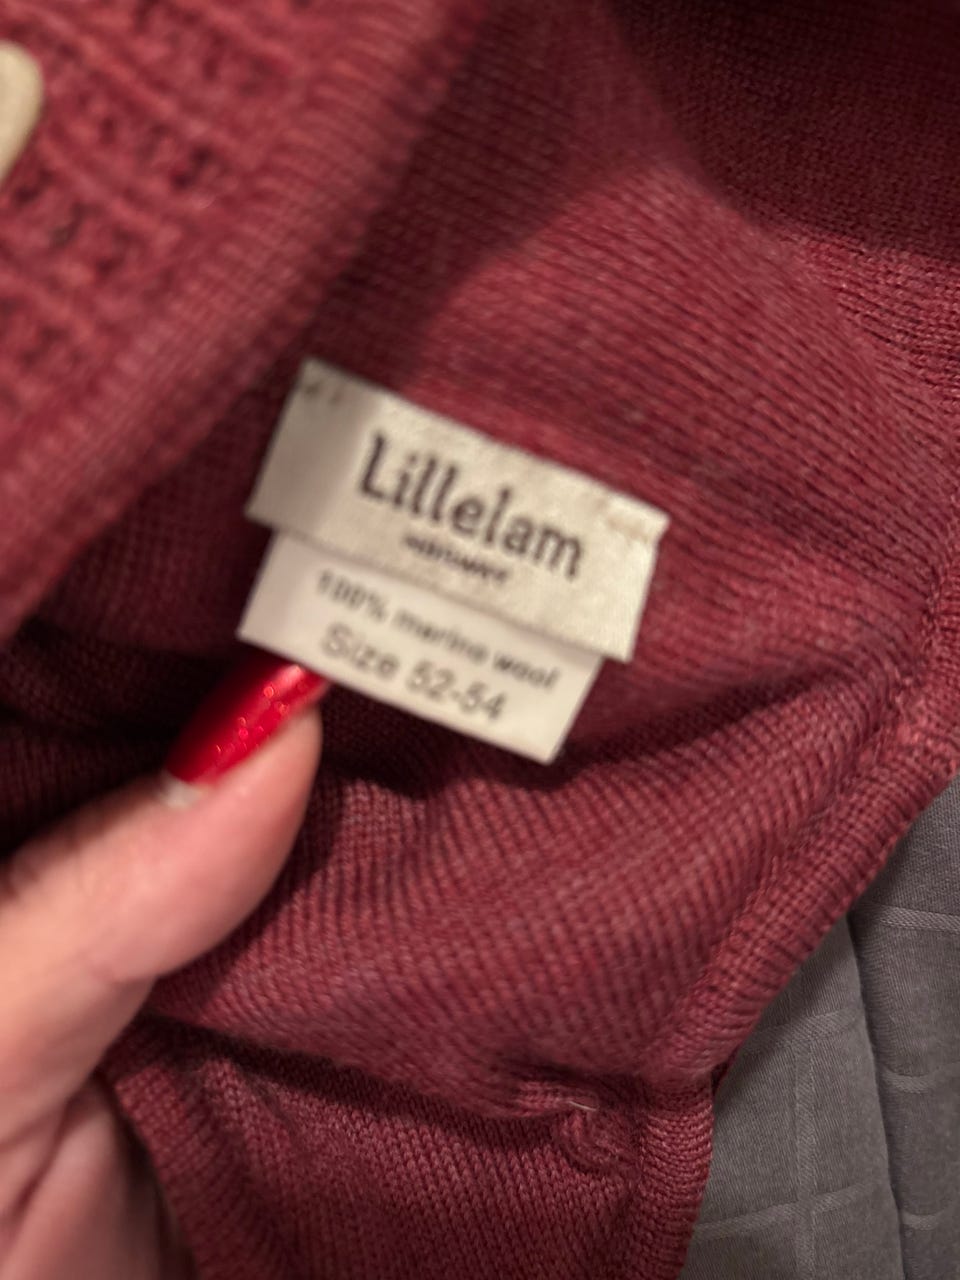 Lillelam
100% merino wool
Size 52-54